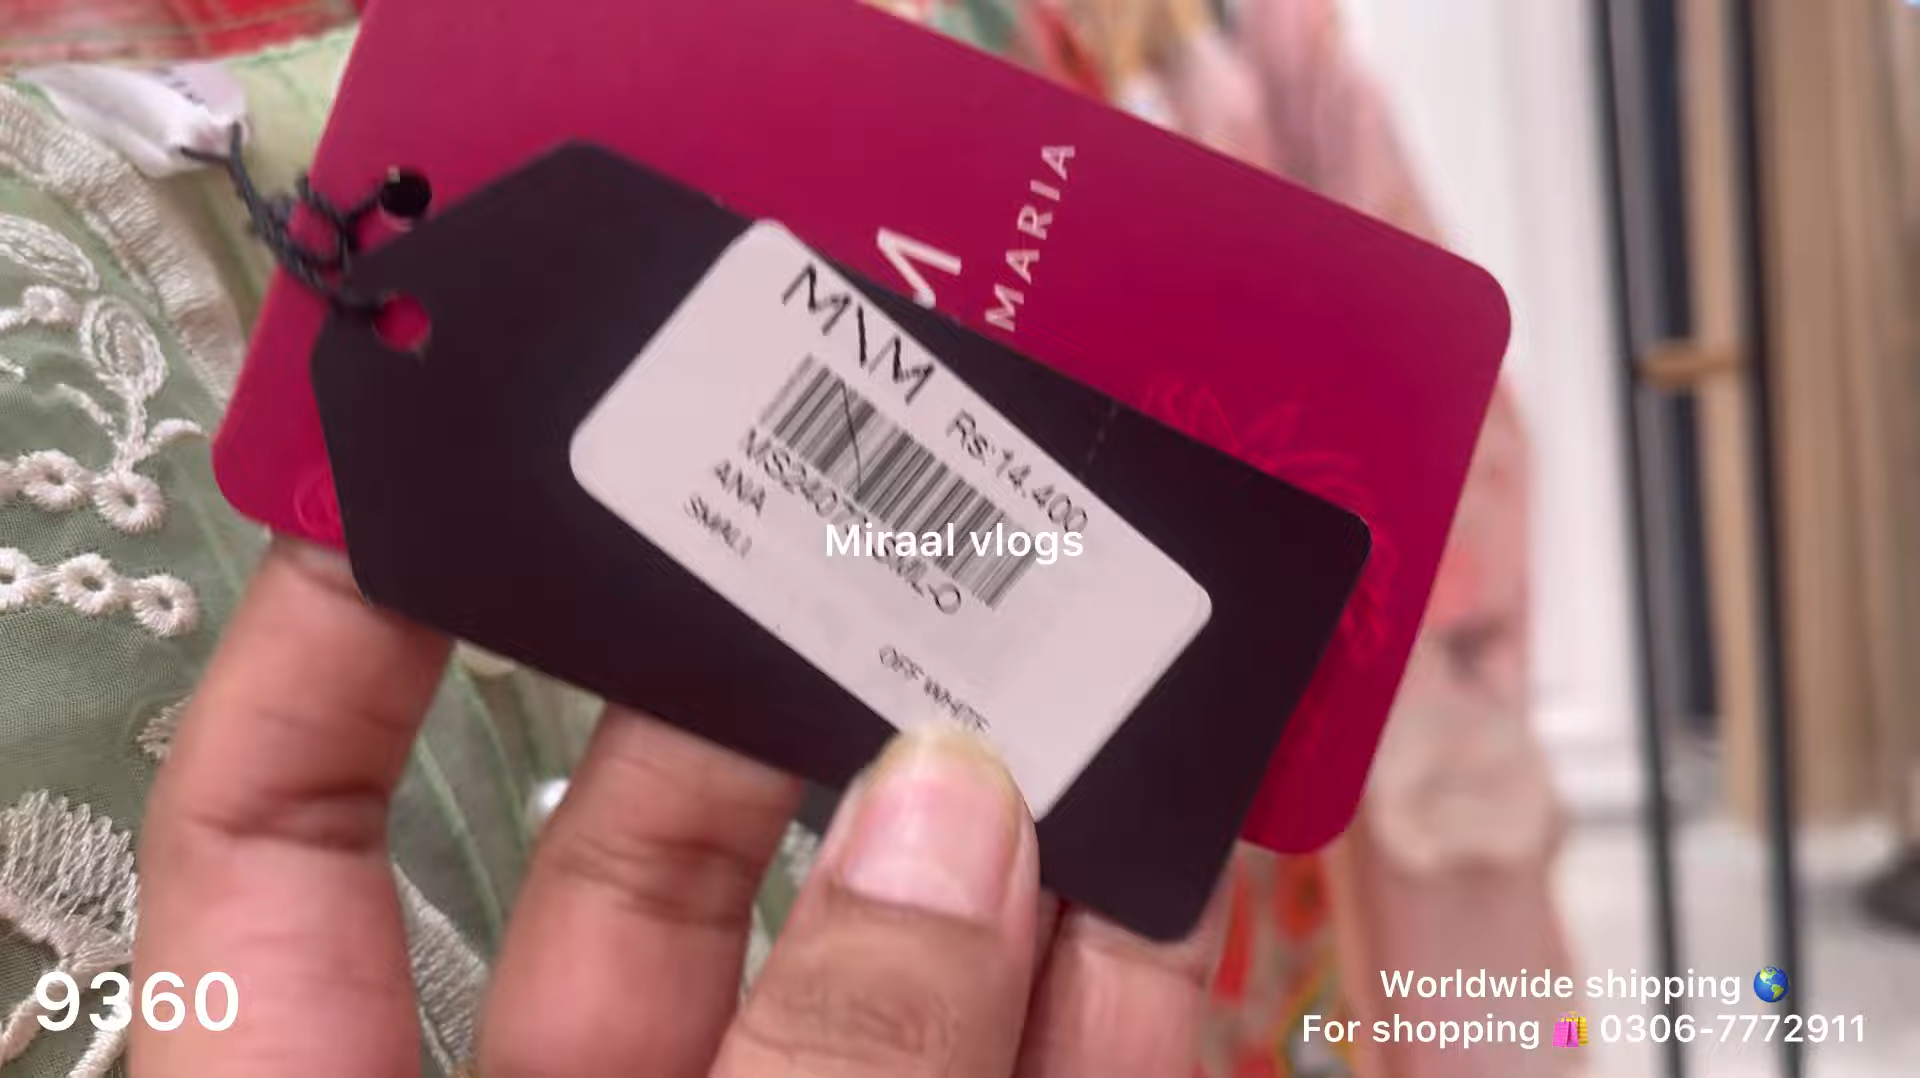 M
MARIA
M\M
Rs:14,400
ANA
SMALL
OFF WHITE
Miraal vlogs
9360
Worldwide shipping 🌎
For shopping 🛍️ 0306-7772911